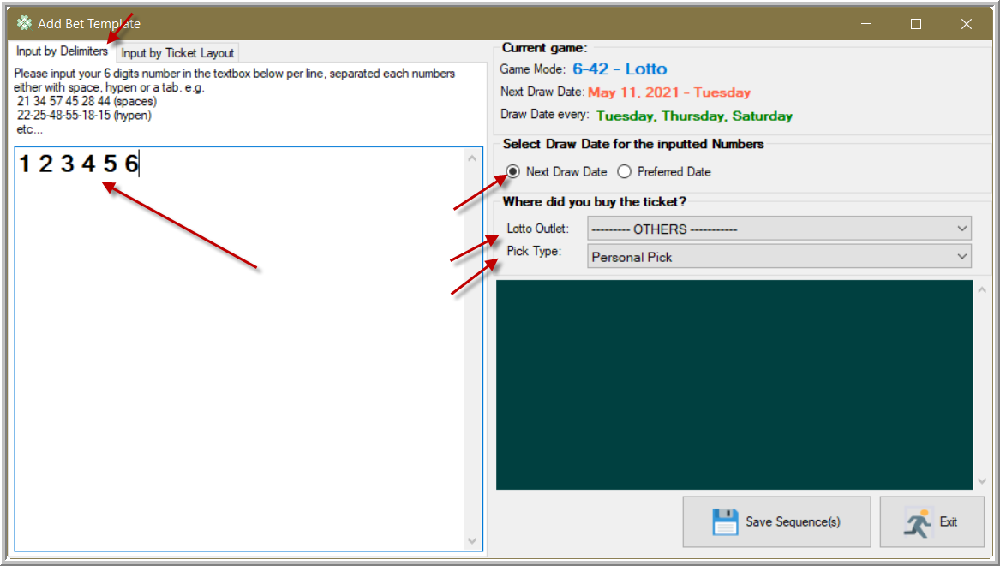 Add Bet Template
Input by Delimiters
Input by Ticket Layout
Please input your 6 digits number in the textbox below per line, separated each numbers
either with space, hypen or a tab. e.g.
21 34 57 45 28 44 (spaces)
22-25-48-55-18-15 (hypen)
etc...
1 2 3 4 5 6
Current game:
Game Mode: 6-42 - Lotto
Next Draw Date: May 11, 2021 - Tuesday
Draw Date every: Tuesday, Thursday, Saturday
Select Draw Date for the inputted Numbers
Next Draw Date
Preferred Date
Where did you buy the ticket?
Lotto Outlet: --------- OTHERS -----------
Pick Type: Personal Pick
Save Sequence(s)
Exit